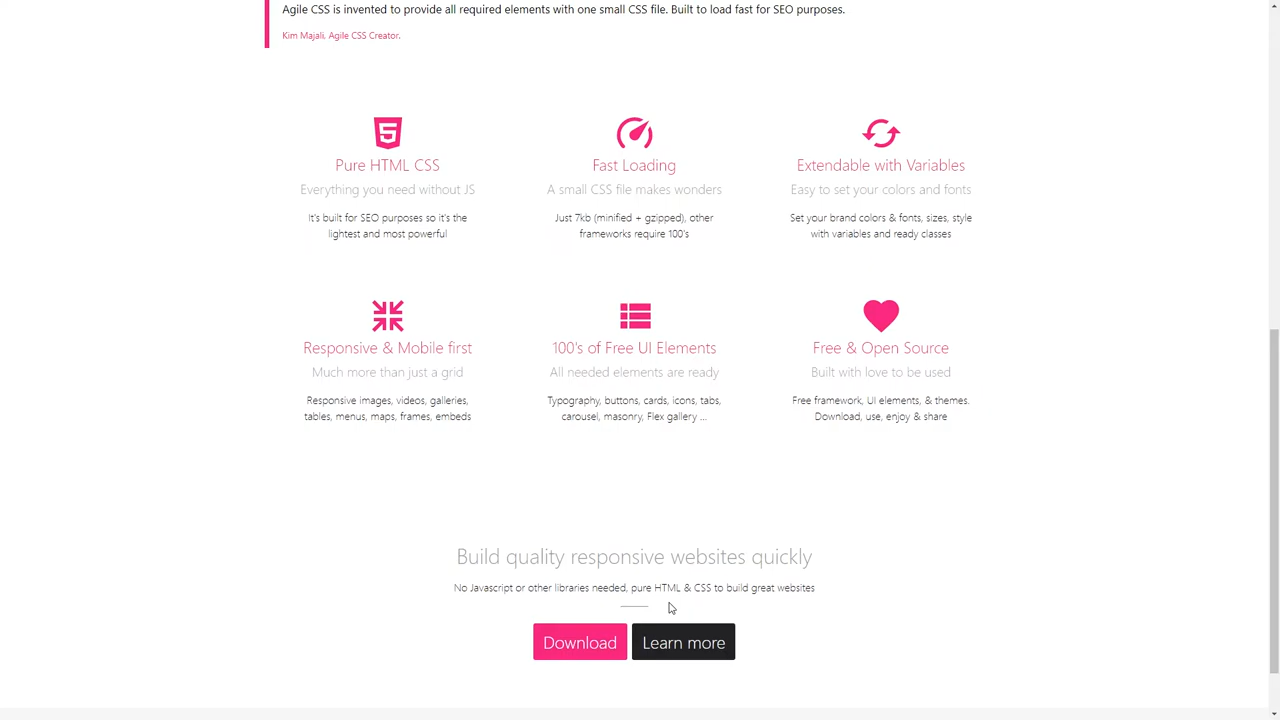 Agile CSS is invented to provide all required elements with one small CSS file. Built to load fast for SEO purposes.
Kim Majali, Agile CSS Creator.
5
Pure HTML CSS
Everything you need without JS
It's built for SEO purposes so it's the
lightest and most powerful
Fast Loading
A small CSS file makes wonders
Just 7kb (minified + gzipped), other
frameworks require 100's
Extendable with Variables
Easy to set your colors and fonts
Set your brand colors & fonts, sizes, style
with variables and ready classes
Responsive & Mobile first
Much more than just a grid
Responsive images, videos, galleries,
tables, menus, maps, frames, embeds
100's of Free UI Elements
All needed elements are ready
Typography, buttons, cards, icons, tabs,
carousel, masonry, Flex gallery ...
Free & Open Source
Built with love to be used
Free framework, UI elements, & themes.
Download, use, enjoy & share
Build quality responsive websites quickly
No Javascript or other libraries needed, pure HTML & CSS to build great websites
Download
Learn more